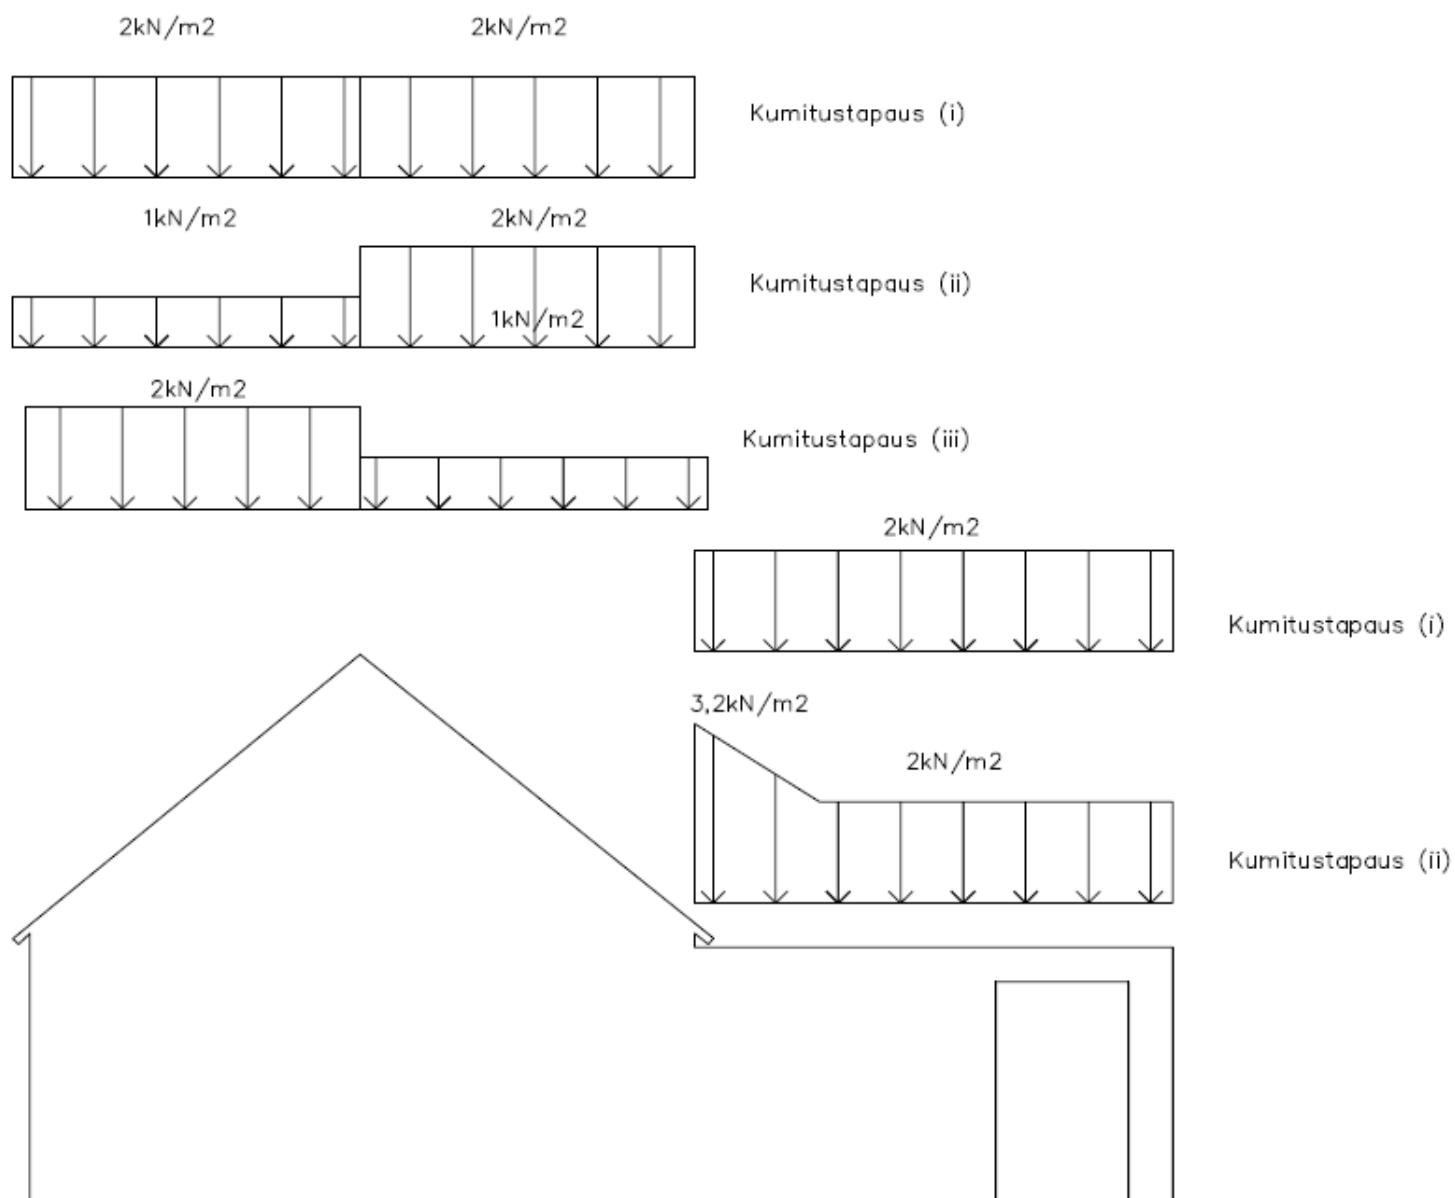 2kN/m2 2kN/m2
Kumitustapaus (i)
1kN/m2 2kN/m2
Kumitustapaus (ii)
1kN/m2
2kN/m2
Kumitustapaus (iii)
2kN/m2
Kumitustapaus (i)
3,2kN/m2
2kN/m2
Kumitustapaus (ii)